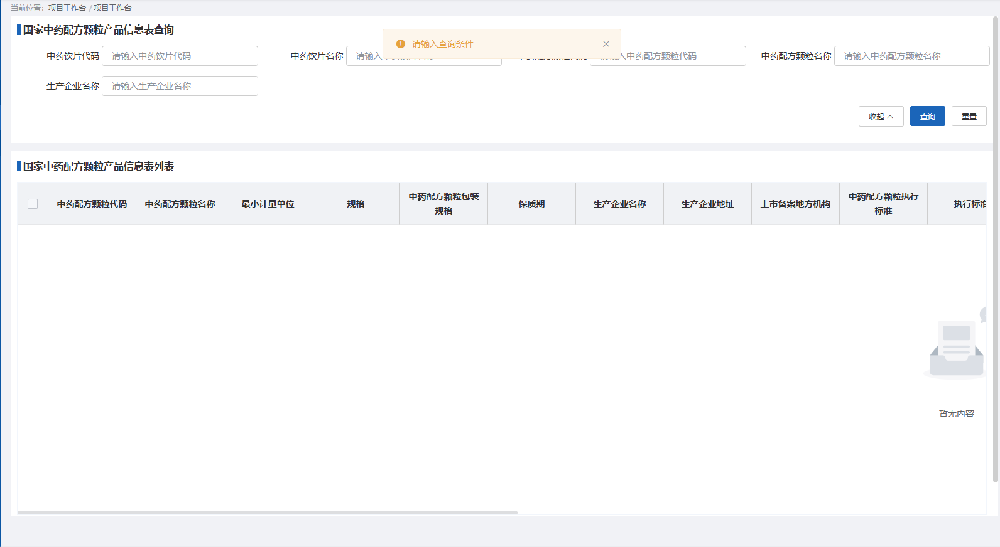 当前位置：项目工作台 / 项目工作台
国家中药配方颗粒产品信息表查询
请输入查询条件
中药饮片代码 请输入中药饮片代码 中药饮片名称 请输入 入中药配方颗粒代码 中药配方颗粒名称 请输入中药配方颗粒名称
生产企业名称 请输入生产企业名称
收起 查询 重置
国家中药配方颗粒产品信息表列表
中药配方颗粒代码 中药配方颗粒名称 最小计量单位 规格 中药配方颗粒包装规格 保质期 生产企业名称 生产企业地址 上市备案地方机构 中药配方颗粒执行标准 执行标准
暂无内容